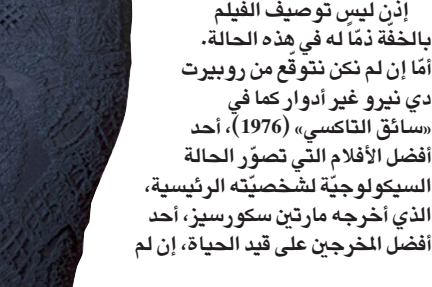 إذن ليس توصيف الفيلم
بالخفة ذمّا له في هذه الحالة.
أمّا إن لم نكن نتوقّع من روبيرت
دي نيرو غير أدوار كما في
«سائق التاكسي» (1976)، أحد
أفضل الأفلام التي تصوّر الحالة
السيكولوجيّة لشخصيّته الرئيسية،
الذي أخرجه مارتين سكورسيز، أحد
أفضل المخرجين على قيد الحياة، إن لم